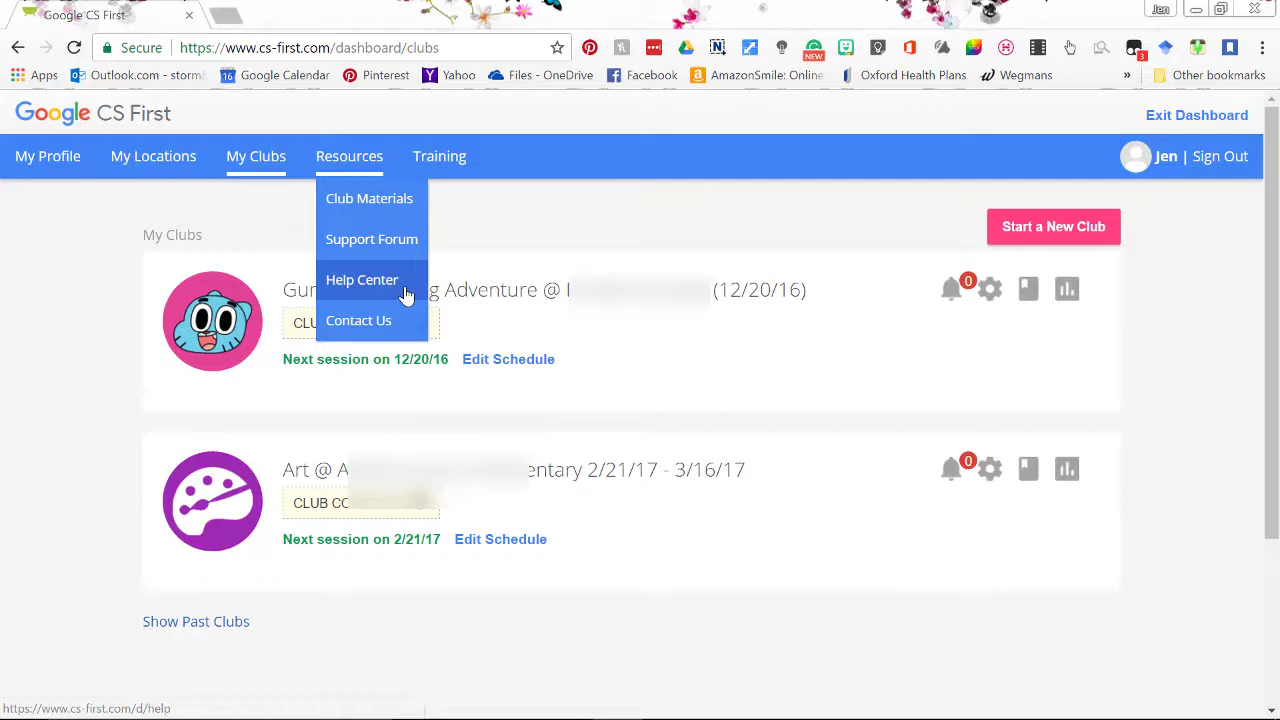 Google CS First
Jen
Secure https://www.cs-first.com/dashboard/clubs
NEW
3
Apps Outlook.com - storm Google Calendar Pinterest Yahoo Files - OneDrive Facebook AmazonSmile: Online Oxford Health Plans Wegmans » Other bookmarks
16
Google CS First
Exit Dashboard
My Profile My Locations My Clubs Resources Training Jen | Sign Out
Club Materials
Support Forum
Help Center
Contact Us
My Clubs
Start a New Club
Adventure @ (12/20/16)
0
Next session on 12/20/16 Edit Schedule
Art @ 2/21/17 - 3/16/17
0
CLUB
Next session on 2/21/17 Edit Schedule
Show Past Clubs
https://www.cs-first.com/d/help